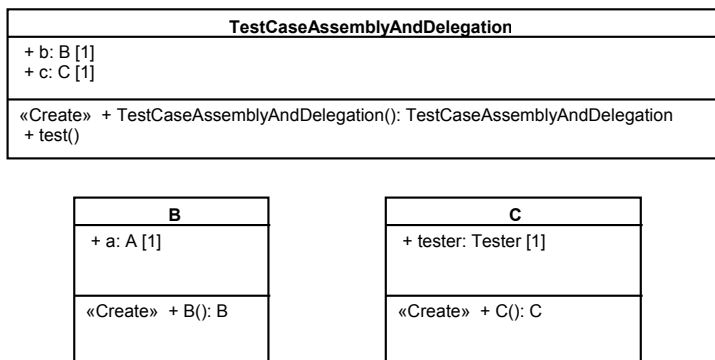 TestCaseAssemblyAndDelegation
+ b: B [1]
+ c: C [1]
«Create» + TestCaseAssemblyAndDelegation(): TestCaseAssemblyAndDelegation
+ test()
B
+ a: A [1]
«Create» + B(): B
C
+ tester: Tester [1]
«Create» + C(): C